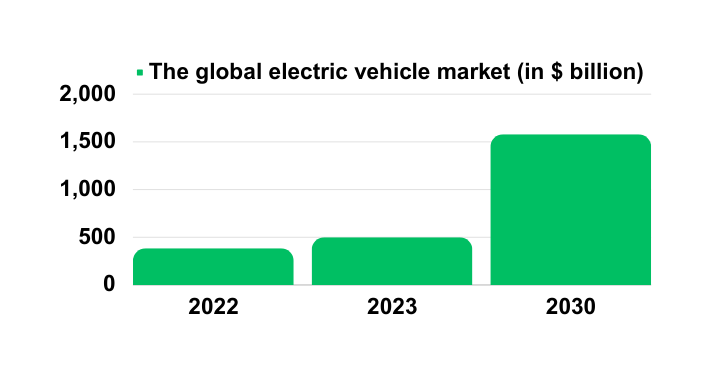 The global electric vehicle market (in $ billion)
2,000
1,500
1,000
500
0
2022 2023 2030